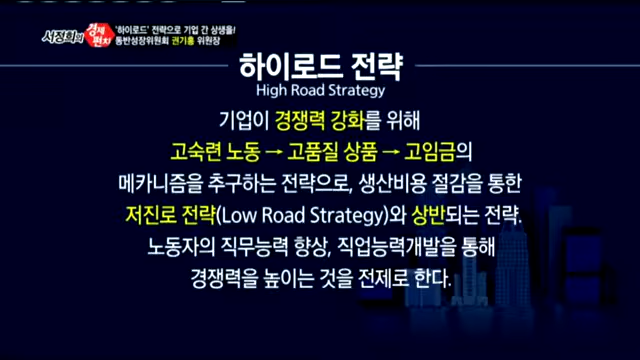 서정희의 경제펀치
'하이로드' 전략으로 기업 간 상생을!
동반성장위원회 권기홍 위원장
하이로드 전략
High Road Strategy
기업이 경쟁력 강화를 위해
고숙련 노동 → 고품질 상품 → 고임금의
메카니즘을 추구하는 전략으로, 생산비용 절감을 통한
저진로 전략(Low Road Strategy)와 상반되는 전략.
노동자의 직무능력 향상, 직업능력개발을 통해
경쟁력을 높이는 것을 전제로 한다.